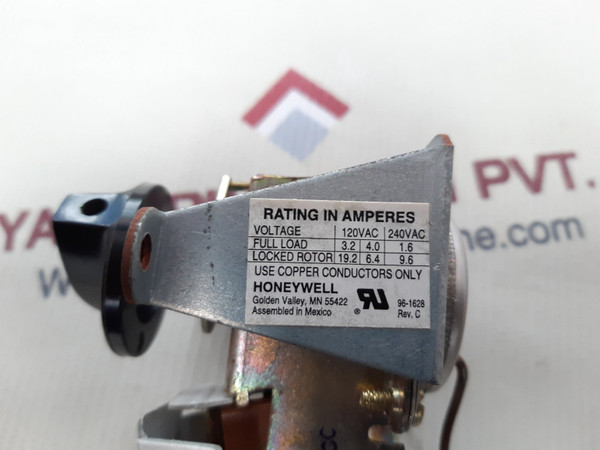 PVT.
RATING IN AMPERES
VOLTAGE 120VAC 240VAC
FULL LOAD 3.2 4.0 1.6
LOCKED ROTOR 19.2 6.4 9.6
USE COPPER CONDUCTORS ONLY
HONEYWELL
Golden Valley, MN 55422
Assembled in Mexico
®
96-1628
Rev. C